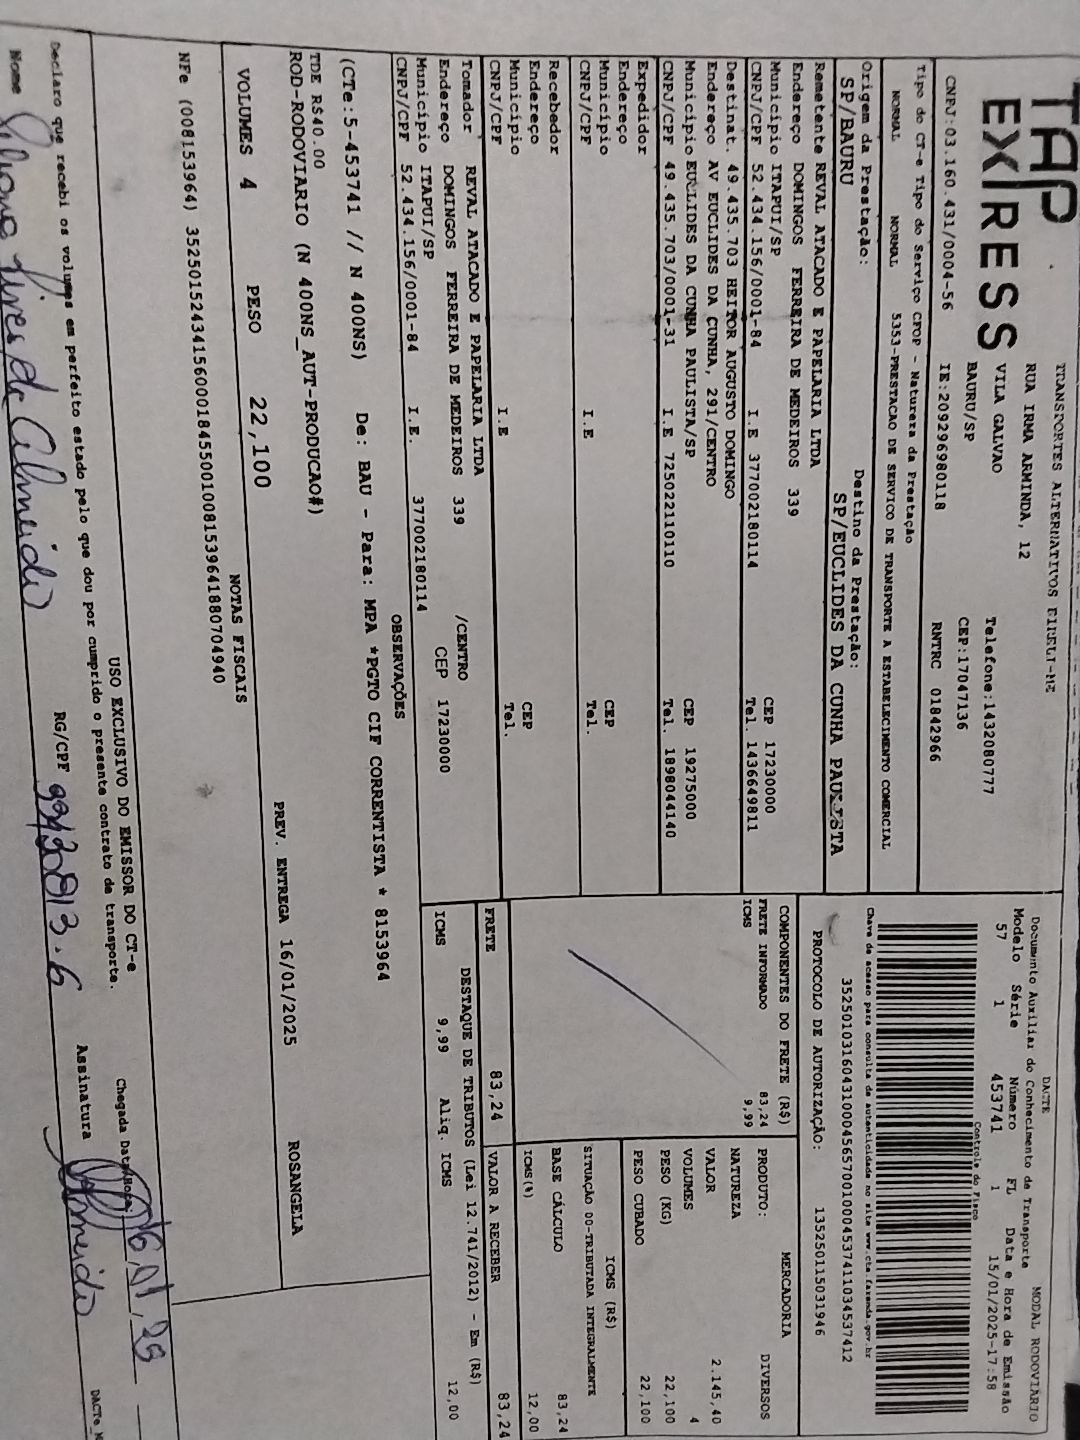 TAP EXPRESS
TRANSPORTES ALTERNATIVOS EIRELI-ME
RUA IRMA ARMINDA, 12
VILA GALVAO Telefone:1432080777
BAURU/SP CEP:17047136
CNPJ:03.160.431/0004-56 IE:209296980118 RNTRC 01842966
Tipo do CT-e Tipo do Serviço CFOP - Natureza da Prestação
NORMAL NORMAL 5353-PRESTACAO DE SERVICO DE TRANSPORTE A ESTABELECIMENTO COMERCIAL
Origem da Prestação: Destino da Prestação:
SP/BAURU SP/EUCLIDES DA CUNHA PAULISTA
DACTE MODAL RODOVIÁRIO
Documento Auxiliar do Conhecimento de Transporte
Modelo Série Número FL Data e Hora de Emissão
57 1 453741 1 15/01/2025-17:58
Controle do Fisco
Chave de acesso para consulta de autenticidade no site www.cte.fazenda.gov.br
35250103160431000456570010004537411034537412
PROTOCOLO DE AUTORIZAÇÃO: 135250115031946
Remetente REVAL ATACADO E PAPELARIA LTDA
Endereço DOMINGOS FERREIRA DE MEDEIROS 339
Município ITAPUI/SP CEP 17230000
CNPJ/CPF 52.434.156/0001-84 I.E 377002180114 Tel. 1436649811
Destinat. 49.435.703 HEITOR AUGUSTO DOMINGO
Endereço AV EUCLIDES DA CUNHA, 291/CENTRO
Município EUCLIDES DA CUNHA PAULISTA/SP CEP 19275000
CNPJ/CPF 49.435.703/0001-31 I.E 725022110110 Tel. 1898044140
Expedidor
Endereço
Município CEP
CNPJ/CPF I.E Tel.
Recebedor
Endereço
Município CEP
CNPJ/CPF I.E Tel.
Tomador REVAL ATACADO E PAPELARIA LTDA
Endereço DOMINGOS FERREIRA DE MEDEIROS 339 /CENTRO
Município ITAPUI/SP CEP 17230000
CNPJ/CPF 52.434.156/0001-84 I.E. 377002180114
COMPONENTES DO FRETE (R$)
FRETE INFORMADO 83,24
ICMS 9,99
MERCADORIA
PRODUTO: DIVERSOS
NATUREZA
VALOR 2.145,40
VOLUMES 4
PESO (KG) 22,100
PESO CUBADO 22,100
ICMS (R$)
SITUAÇÃO 00-TRIBUTADA INTEGRALMENTE
BASE CÁLCULO 83,24
ICMS(%) 12,00
FRETE 83,24 VALOR A RECEBER 83,24
DESTAQUE DE TRIBUTOS (Lei 12.741/2012) - Em (R$)
ICMS 9,99 Aliq. ICMS 12,00
OBSERVAÇÕES
(CTe:5-453741 // N 400NS) De: BAU - Para: MPA *PGTO CIF CORRENTISTA * 8153964
TDE R$40.00
ROD-RODOVIARIO (N 400NS_AUT-PRODUCAO#)
PREV. ENTREGA 16/01/2025 ROSANGELA
VOLUMES 4 PESO 22,100
NOTAS FISCAIS
NFe (008153964) 35250152434156000184550010081539641880704940
USO EXCLUSIVO DO EMISSOR DO CT-e
Declaro que recebi os volumes em perfeito estado pelo que dou por cumprido o presente contrato de transporte.
Chegada Data/Hora
Nome Pires de Almeida RG/CPF Assinatura Almeida